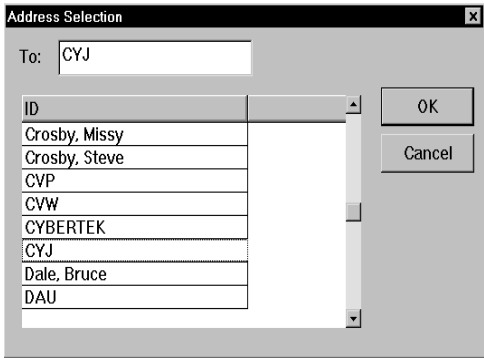 Address Selection
To: CYJ
ID
OK
Crosby, Missy
Crosby, Steve
Cancel
CVP
CVW
CYBERTEK
CYJ
Dale, Bruce
DAU